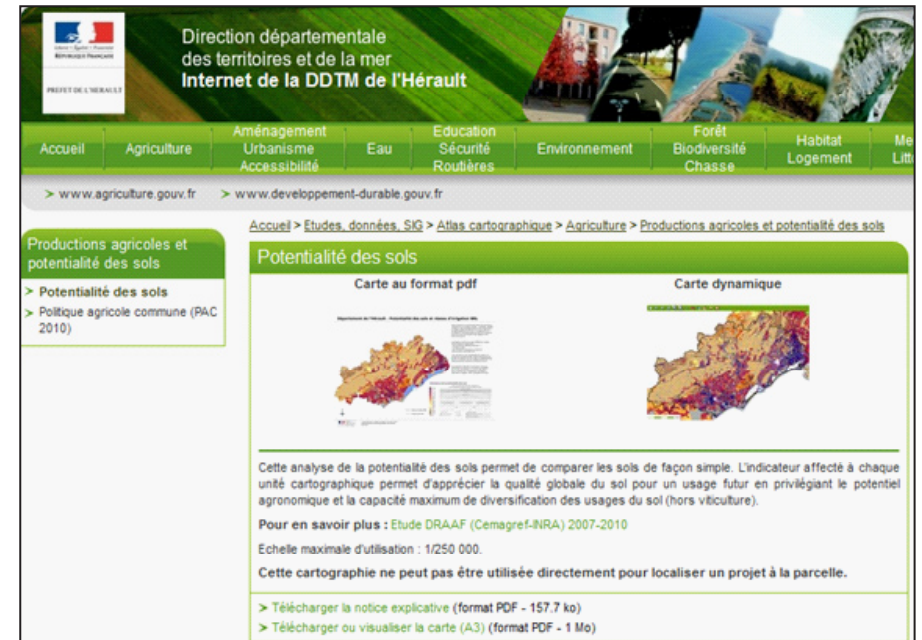 Direction départementale
des territoires et de la mer
Internet de la DDTM de l'Hérault
PREFET DE L'HERAULT
Accueil
Agriculture
Aménagement
Urbanisme
Accessibilité
Eau
Education
Sécurité
Routières
Environnement
Forêt
Biodiversité
Chasse
Habitat
Logement
> www.agriculture.gouv.fr > www.developpement-durable.gouv.fr
Accueil > Etudes, données, SIG > Atlas cartographique > Agriculture > Productions agricoles et potentialité des sols
Productions agricoles et
potentialité des sols
> Potentialité des sols
> Politique agricole commune (PAC
2010)
Potentialité des sols
Carte au format pdf
Carte dynamique
Cette analyse de la potentialité des sols permet de comparer les sols de façon simple. L'indicateur affecté à chaque
unité cartographique permet d'apprécier la qualité globale du sol pour un usage futur en privilégiant le potentiel
agronomique et la capacité maximum de diversification des usages du sol (hors viticulture).
Pour en savoir plus : Etude DRAAF (Cemagref-INRA) 2007-2010
Echelle maximale d'utilisation : 1/250 000.
Cette cartographie ne peut pas être utilisée directement pour localiser un projet à la parcelle.
> Télécharger la notice explicative (format PDF - 157.7 ko)
> Télécharger ou visualiser la carte (A3) (format PDF - 1 Mo)